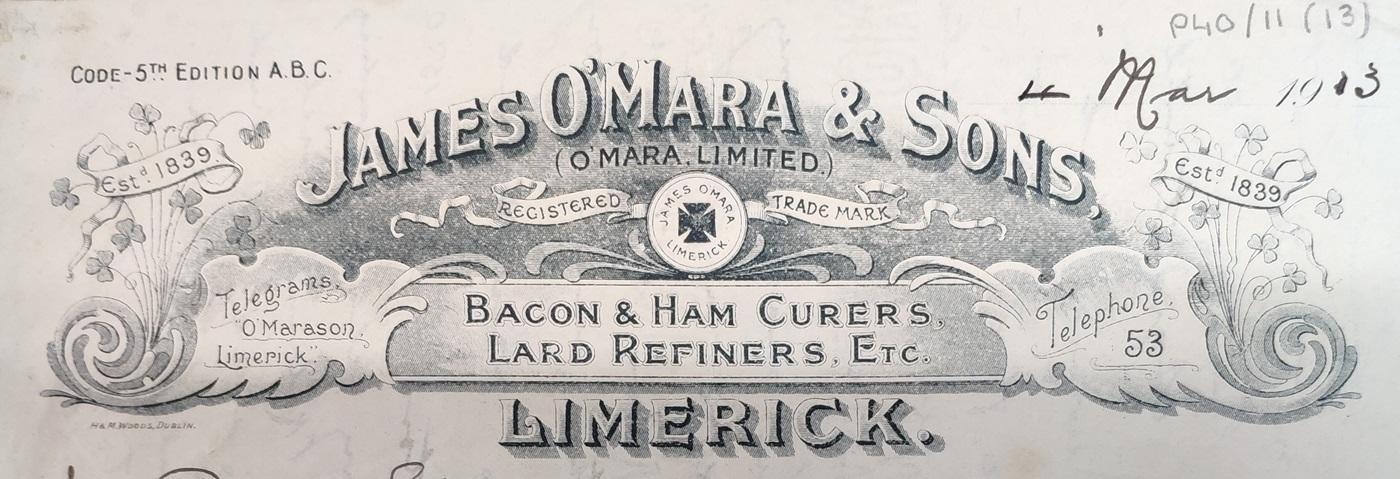 P40/11 (13)
CODE-5TH EDITION A.B.C.
Mar 1913
JAMES O'MARA & SONS,
(O'MARA, LIMITED.)
Estd. 1839.
Estd 1839
REGISTERED TRADE MARK
JAMES O'MARA
LIMERICK
Telegrams,
"O'Marason,
Limerick".
BACON & HAM CURERS,
LARD REFINERS, ETC.
Telephone,
53
LIMERICK.
H & M. WOODS, DUBLIN.